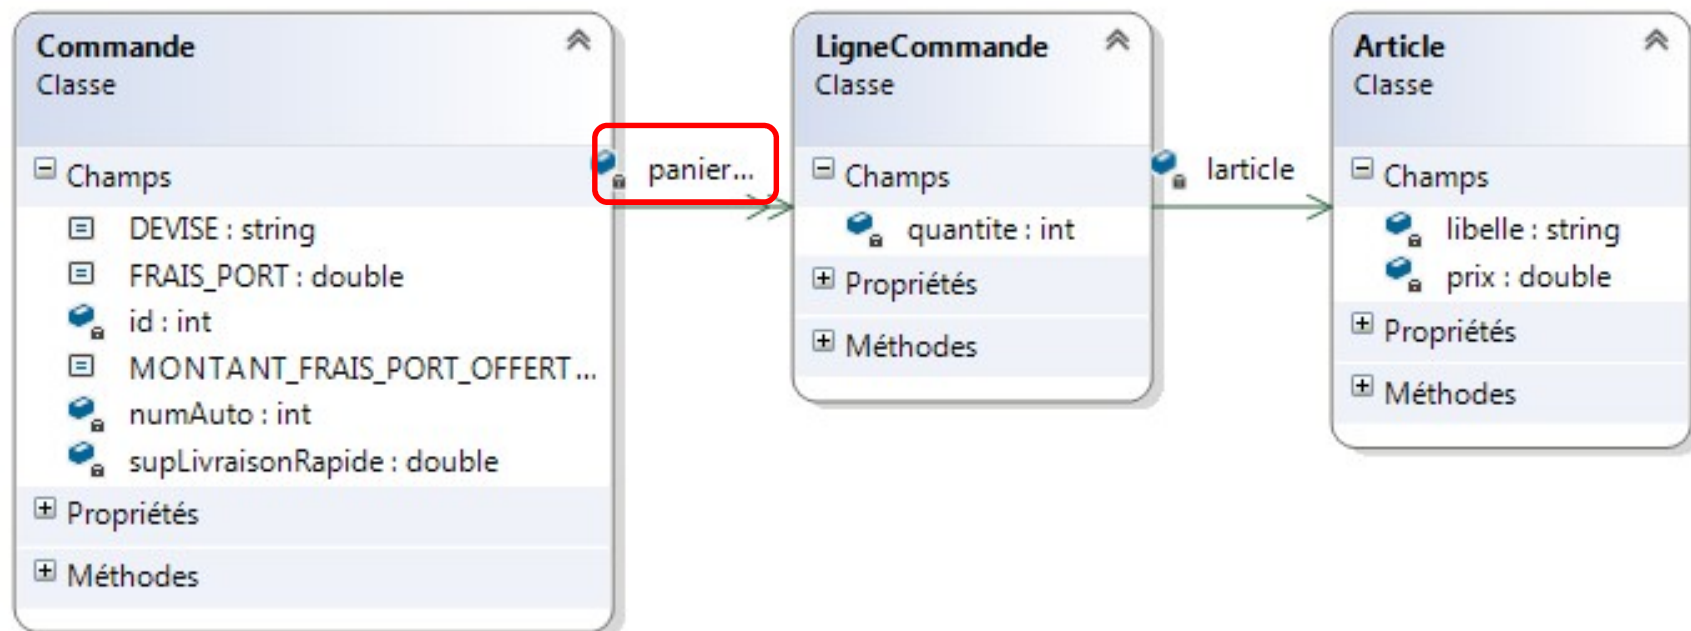 Commande
Classe
Champs
DEVISE : string
FRAIS_PORT : double
id : int
MONTANT_FRAIS_PORT_OFFERT...
numAuto : int
supLivraisonRapide : double
Propriétés
Méthodes
panier...
LigneCommande
Classe
Champs
quantite : int
Propriétés
Méthodes
larticle
Article
Classe
Champs
libelle : string
prix : double
Propriétés
Méthodes